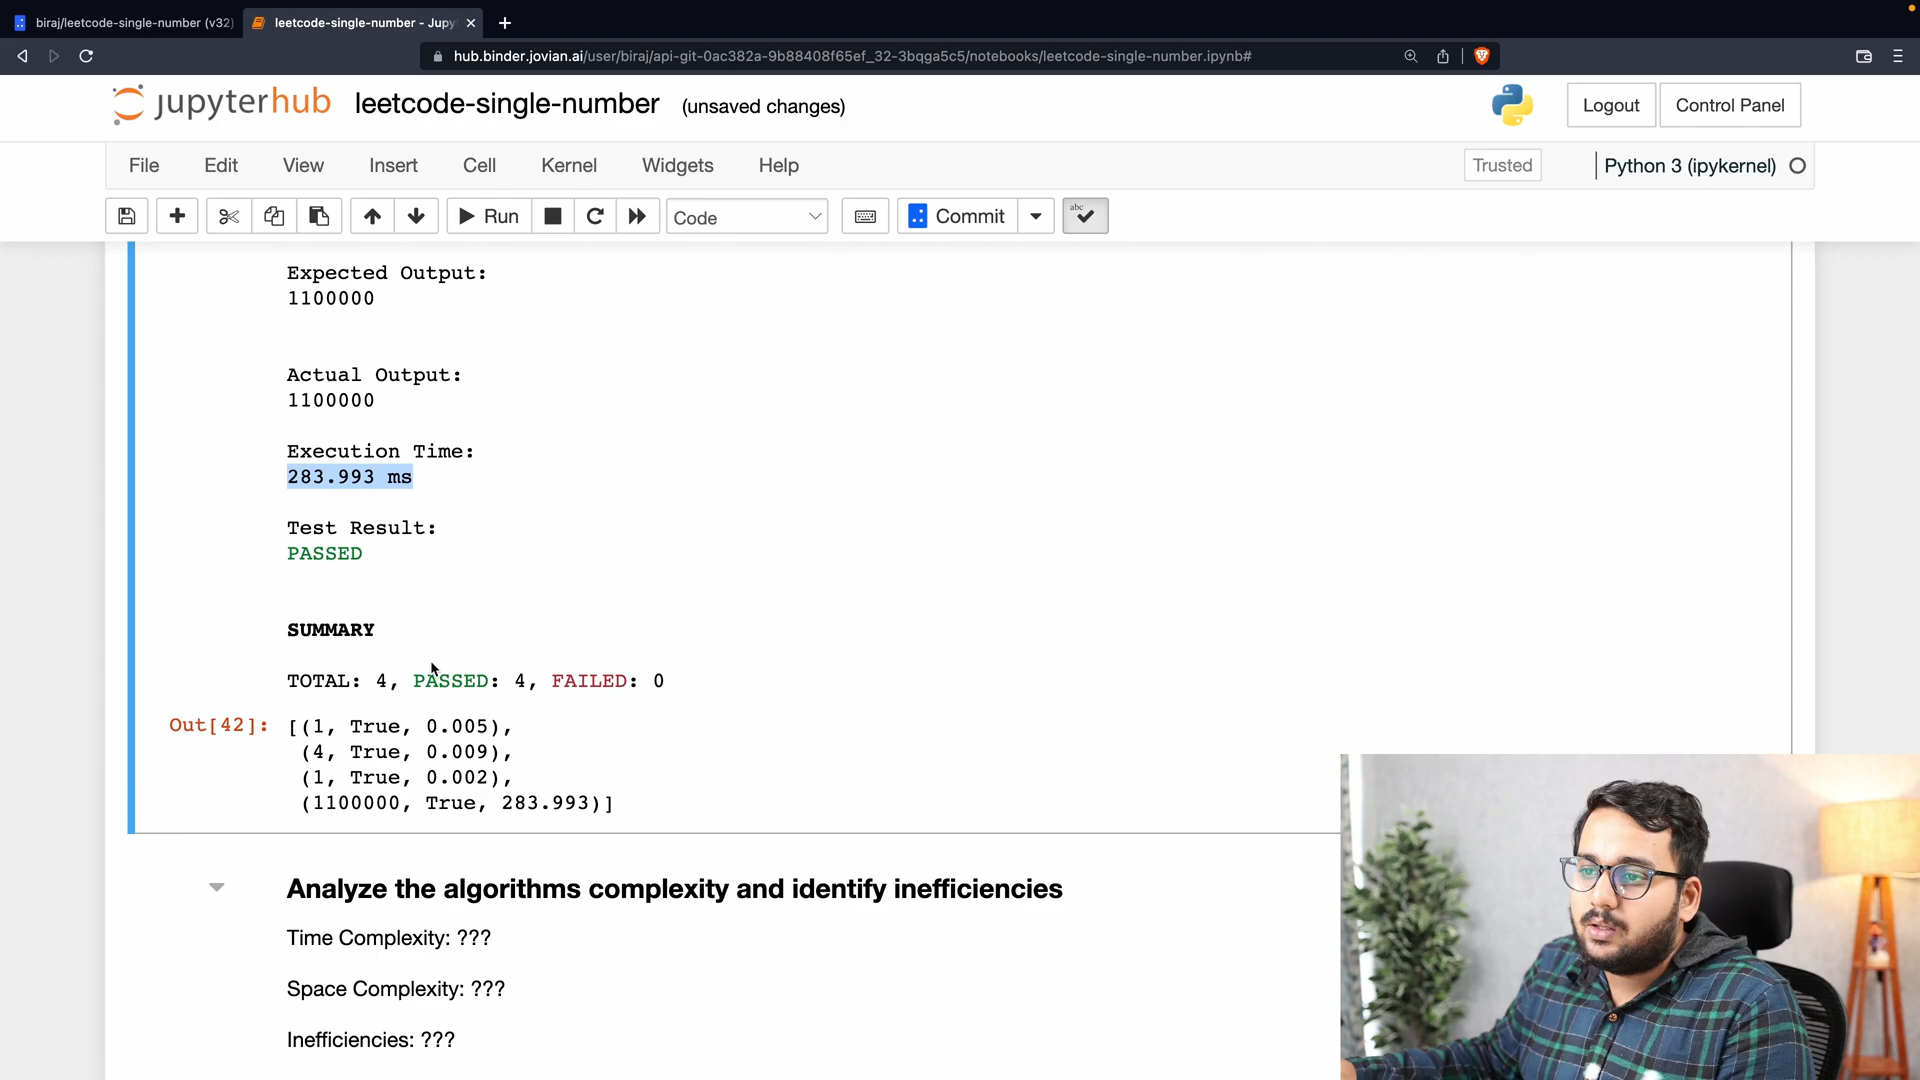 biraj/leetcode-single-number (v32)
leetcode-single-number - Jupy
hub.binder.jovian.ai/user/biraj/api-git-0ac382a-9b88408f65ef_32-3bqga5c5/notebooks/leetcode-single-number.ipynb#
jupyterhub leetcode-single-number (unsaved changes) Logout Control Panel
File Edit View Insert Cell Kernel Widgets Help Trusted Python 3 (ipykernel)
Run Code Commit abc
Expected Output:
1100000
Actual Output:
1100000
Execution Time:
283.993 ms
Test Result:
PASSED
SUMMARY
TOTAL: 4, PASSED: 4, FAILED: 0
Out[42]: [(1, True, 0.005),
(4, True, 0.009),
(1, True, 0.002),
(1100000, True, 283.993)]
Analyze the algorithms complexity and identify inefficiencies
Time Complexity: ???
Space Complexity: ???
Inefficiencies: ???